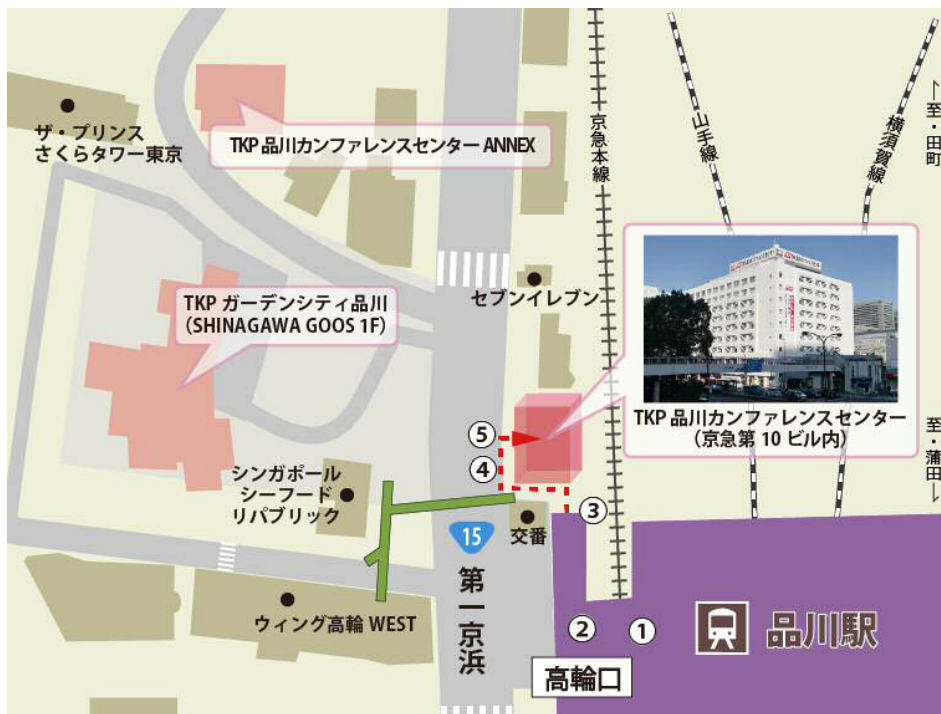 ザ・プリンス
さくらタワー東京
TKP 品川カンファレンスセンター ANNEX
京急本線
山手線
横須賀線
↑至・田町
TKP ガーデンシティ品川
(SHINAGAWA GOOS 1F)
セブンイレブン
TKP 品川カンファレンスセンター
(京急第 10 ビル内)
至・蒲田↓
⑤
④
③
シンガポール
シーフード
リパブリック
15
交番
第一京浜
ウィング高輪 WEST
②
①
品川駅
高輪口